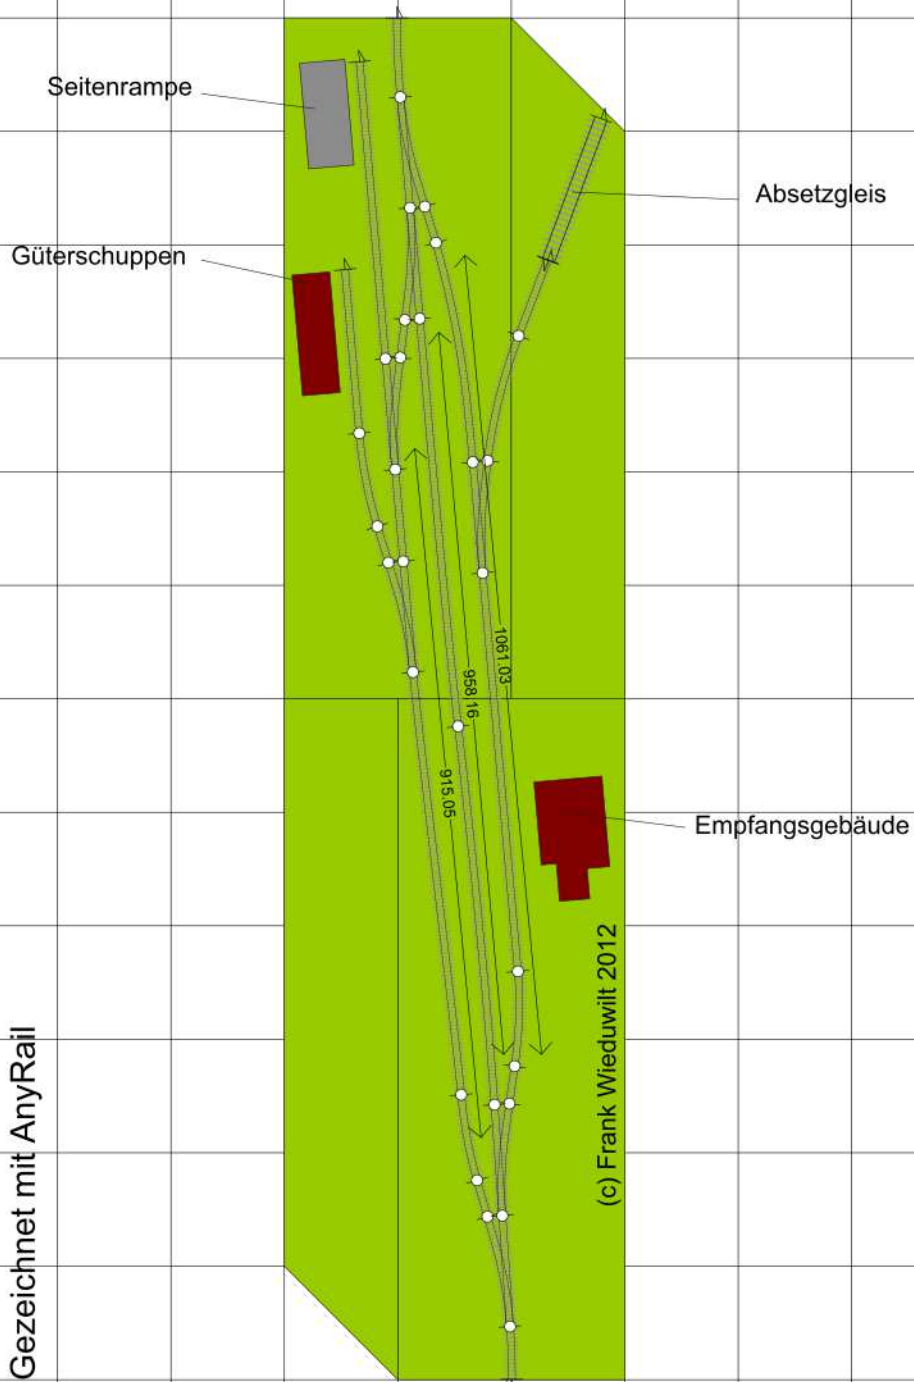 Seitenrampe
Absetzgleis
Güterschuppen
1061.03
958.16
915.05
Empfangsgebäude
(c) Frank Wieduwilt 2012
Gezeichnet mit AnyRail